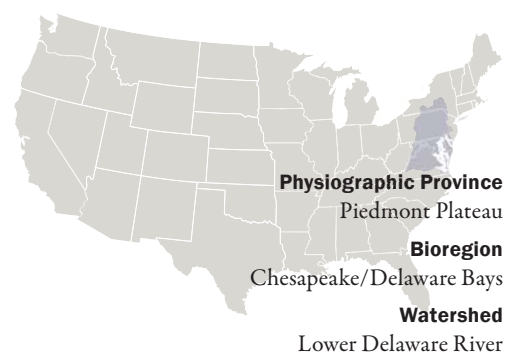 Physiographic Province
Piedmont Plateau
Bioregion
Chesapeake/Delaware Bays
Watershed
Lower Delaware River